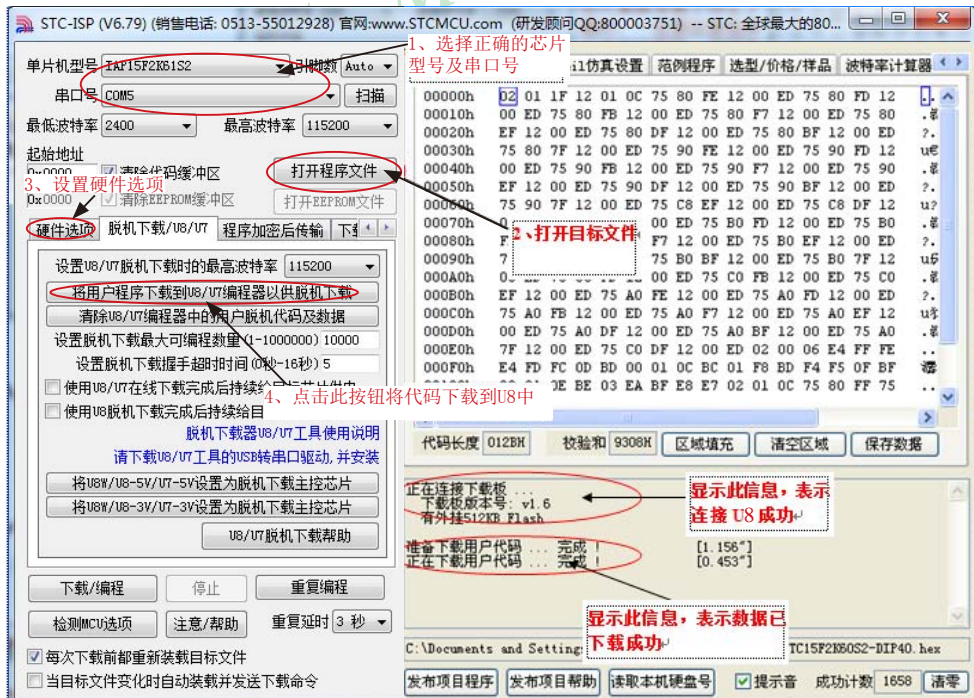 STC-ISP (V6.79) (销售电话: 0513-55012928) 官网:www.STCMCU.com (研发顾问QQ:800003751) -- STC: 全球最大的80...
1、选择正确的芯片
型号及串口号
单片机型号 IAP15F2K61S2 引脚数 Auto
串口号 COM5 扫描
最低波特率 2400 最高波特率 115200
起始地址
0x0000 清除代码缓冲区 打开程序文件
3、设置硬件选项
0x0000 清除EEPROM缓冲区 打开EEPROM文件
硬件选项 脱机下载/U8/U7 程序加密后传输
设置U8/U7脱机下载时的最高波特率 115200
将用户程序下载到U8/U7编程器以供脱机下载
清除U8/U7编程器中的用户脱机代码及数据
设置脱机下载最大可编程数量(1-1000000) 10000
设置脱机下载握手超时时间(0秒-16秒) 5
使用U8/U7在线下载完成后持续给目标芯片供电
使用U8脱机下载完成后持续给目
4、点击此按钮将代码下载到U8中
脱机下载器U8/U7工具使用说明
请下载U8/U7工具的USB转串口驱动,并安装
将U8W/U8-5V/U7-5V设置为脱机下载主控芯片
将U8W/U8-3V/U7-3V设置为脱机下载主控芯片
U8/U7脱机下载帮助
下载/编程 停止 重复编程
检测MCU选项 注意/帮助 重复延时 3 秒
每次下载前都重新装载目标文件
当目标文件变化时自动装载并发送下载命令
仿真设置 范例程序 选型/价格/样品 波特率计算器
00000h 02 01 1F 12 01 0C 75 80 FE 12 00 ED 75 80 FD 12
00010h 00 ED 75 80 FB 12 00 ED 75 80 F7 12 00 ED 75 80
00020h EF 12 00 ED 75 80 DF 12 00 ED 75 80 BF 12 00 ED ?.
00030h 75 80 7F 12 00 ED 75 90 FE 12 00 ED 75 90 FD 12 u€
00040h 00 ED 75 90 FB 12 00 ED 75 90 F7 12 00 ED 75 90
00050h EF 12 00 ED 75 90 DF 12 00 ED 75 90 BF 12 00 ED ?.
00060h 75 90 7F 12 00 ED 75 C8 EF 12 00 ED 75 C8 DF 12 u?
00070h 00 ED 75 B0 FD 12 00 ED 75 B0
2、打开目标文件
00080h F F7 12 00 ED 75 B0 EF 12 00 ED ?.
00090h 7 75 B0 BF 12 00 ED 75 B0 7F 12
000A0h 00 ED 75 C0 FB 12 00 ED 75 C0
000B0h EF 12 00 ED 75 A0 FE 12 00 ED 75 A0 FD 12 00 ED ?.
000C0h 75 A0 FB 12 00 ED 75 A0 F7 12 00 ED 75 A0 EF 12
000D0h 00 ED 75 A0 DF 12 00 ED 75 A0 BF 12 00 ED 75 A0
000E0h 7F 12 00 ED 75 C0 DF 12 00 ED 02 00 06 E4 FF FE ..
000F0h E4 FD FC 0D BD 00 01 0C BC 01 F8 BD F4 F5 0F BF
0E BE 03 EA BF E8 E7 02 01 0C 75 80 FF 75 ..
代码长度 012BH 校验和 9308H 区域填充 清空区域 保存数据
正在连接下载板 ...
下载板版本号: v1.6
有外挂512KB Flash
显示此信息，表示
连接 U8 成功
准备下载用户代码 ... 完成 ! [1.156"]
正在下载用户代码 ... 完成 ! [0.453"]
显示此信息，表示数据已
下载成功
C:\Documents and Setting TC15F2K60S2-DIP40.hex
发布项目程序 发布项目帮助 读取本机硬盘号 提示音 成功计数 1658 清零